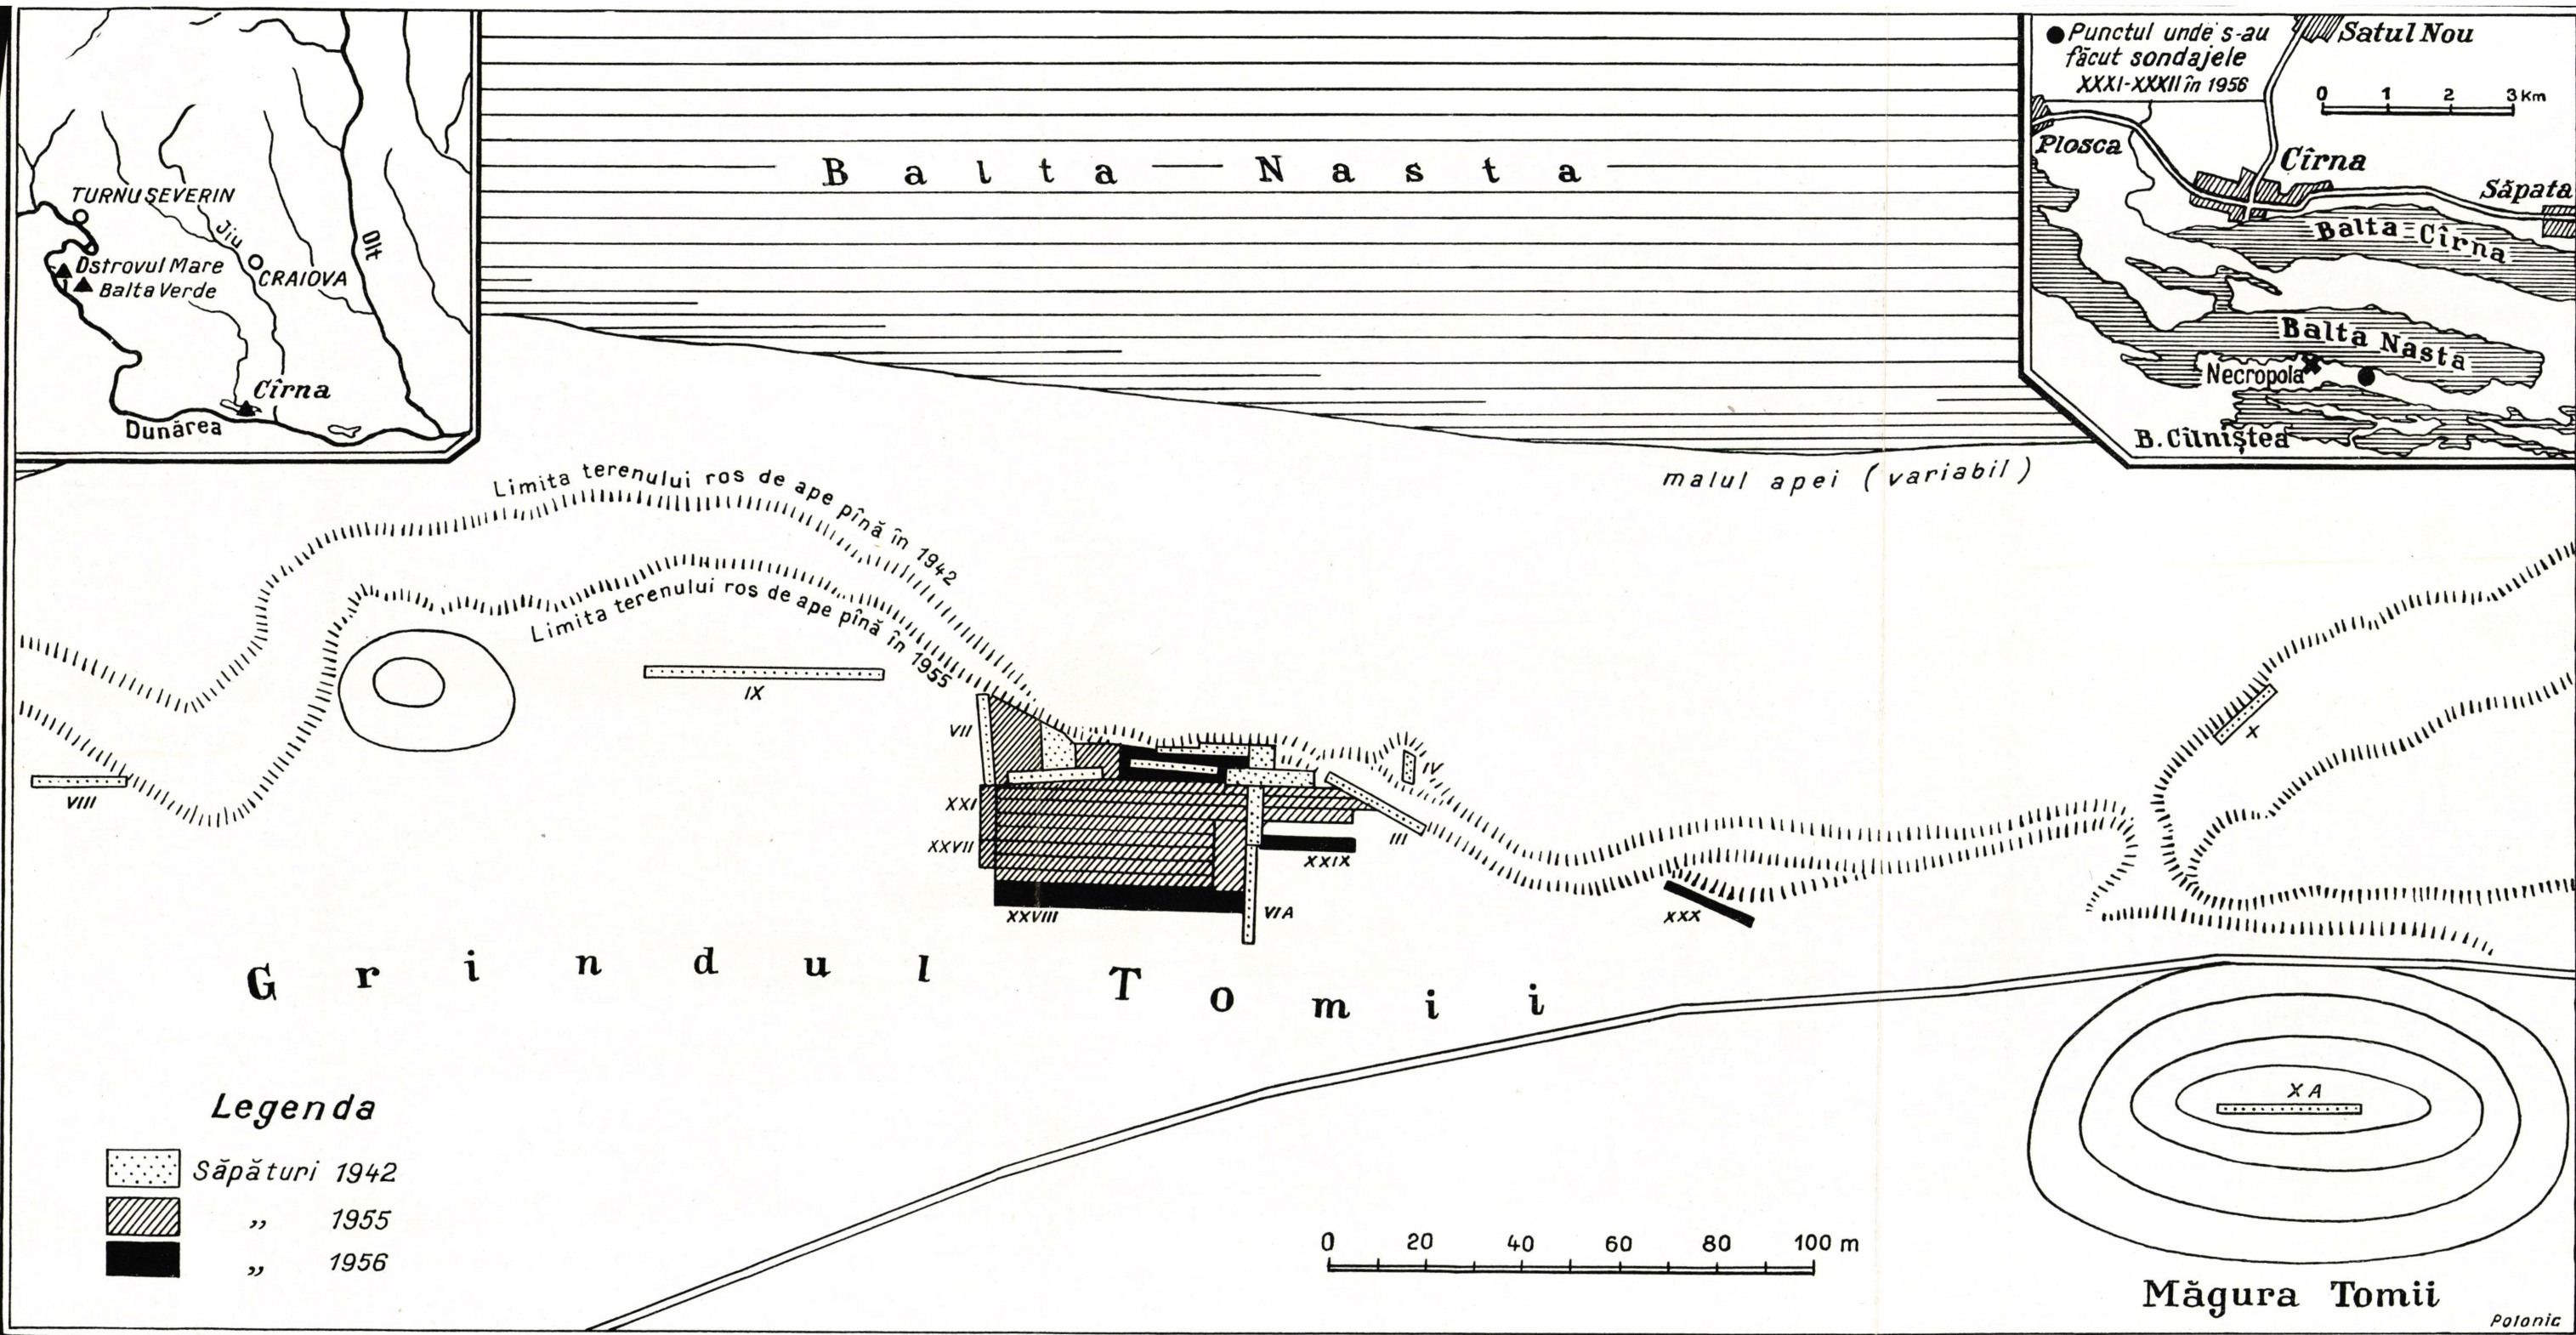 TURNU SEVERIN
Jiu
Olt
Ostrovul Mare
Balta Verde
CRAIOVA
Cîrna
Dunărea
Balta — Nasta
● Punctul unde s-au
făcut sondajele
XXXI-XXXII în 1956
Satul Nou
0 1 2 3 Km
Plosca
Cîrna
Săpata
Balta-Cîrna
Balta Nasta
Necropola
B. Cîlniștea
malul apei (variabil)
Limita terenului ros de ape pînă în 1942
Limita terenului ros de ape pînă în 1955
IX
VII
VIII
XXI
XXVII
XXVIII
IV
III
XXIX
VI A
XXX
X
Grindul Tomii
Legenda
Săpături 1942
„ 1955
„ 1956
0 20 40 60 80 100 m
X A
Măgura Tomii
Polonic